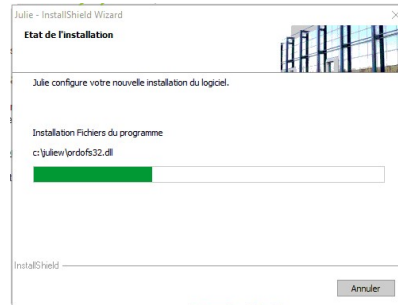 Julie - InstallShield Wizard
Etat de l'installation
Julie configure votre nouvelle installation du logiciel.
Installation Fichiers du programme
c:\juliew\ordofs32.dll
InstallShield
Annuler